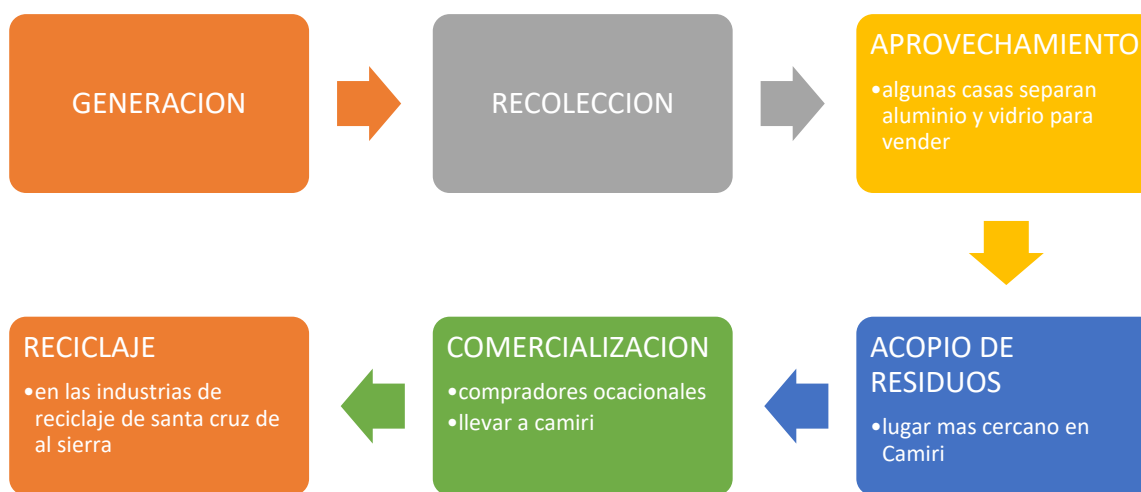 GENERACION
RECOLECCION
APROVECHAMIENTO
•algunas casas separan
aluminio y vidrio para
vender
ACOPIO DE
RESIDUOS
•lugar mas cercano en
Camiri
COMERCIALIZACION
•compradores ocacionales
•llevar a camiri
RECICLAJE
•en las industrias de
reciclaje de santa cruz de
al sierra